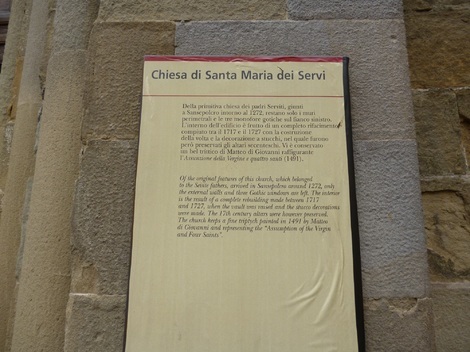 Chiesa di Santa Maria dei Servi
Della primitiva chiesa dei padri Serviti, giunti
a Sansepolcro intorno al 1272, restano solo i muri
perimetrali e le tre monofore gotiche sul fianco sinistro.
L'interno dell'edificio è frutto di un completo rifacimento
compiuto tra il 1717 e il 1727 con la costruzione
della volta e la decorazione a stucchi, nel quale furono
però preservati gli altari secenteschi. Vi è conservato
un bel trittico di Matteo di Giovanni raffigurante
l'Assunzione della Vergine e quattro santi (1491).
Of the original features of this church, which belonged
to the Servite fathers, arrived in Sansepolcro around 1272, only
the external walls and three Gothic windows are left. The interior
is the result of a complete rebuilding made between 1717
and 1727, when the vault was raised and the stucco decorations
were made. The 17th century altars were however preserved.
The church keeps a fine triptych painted in 1491 by Matteo
di Giovanni and representing the "Assumption of the Virgin
and Four Saints".